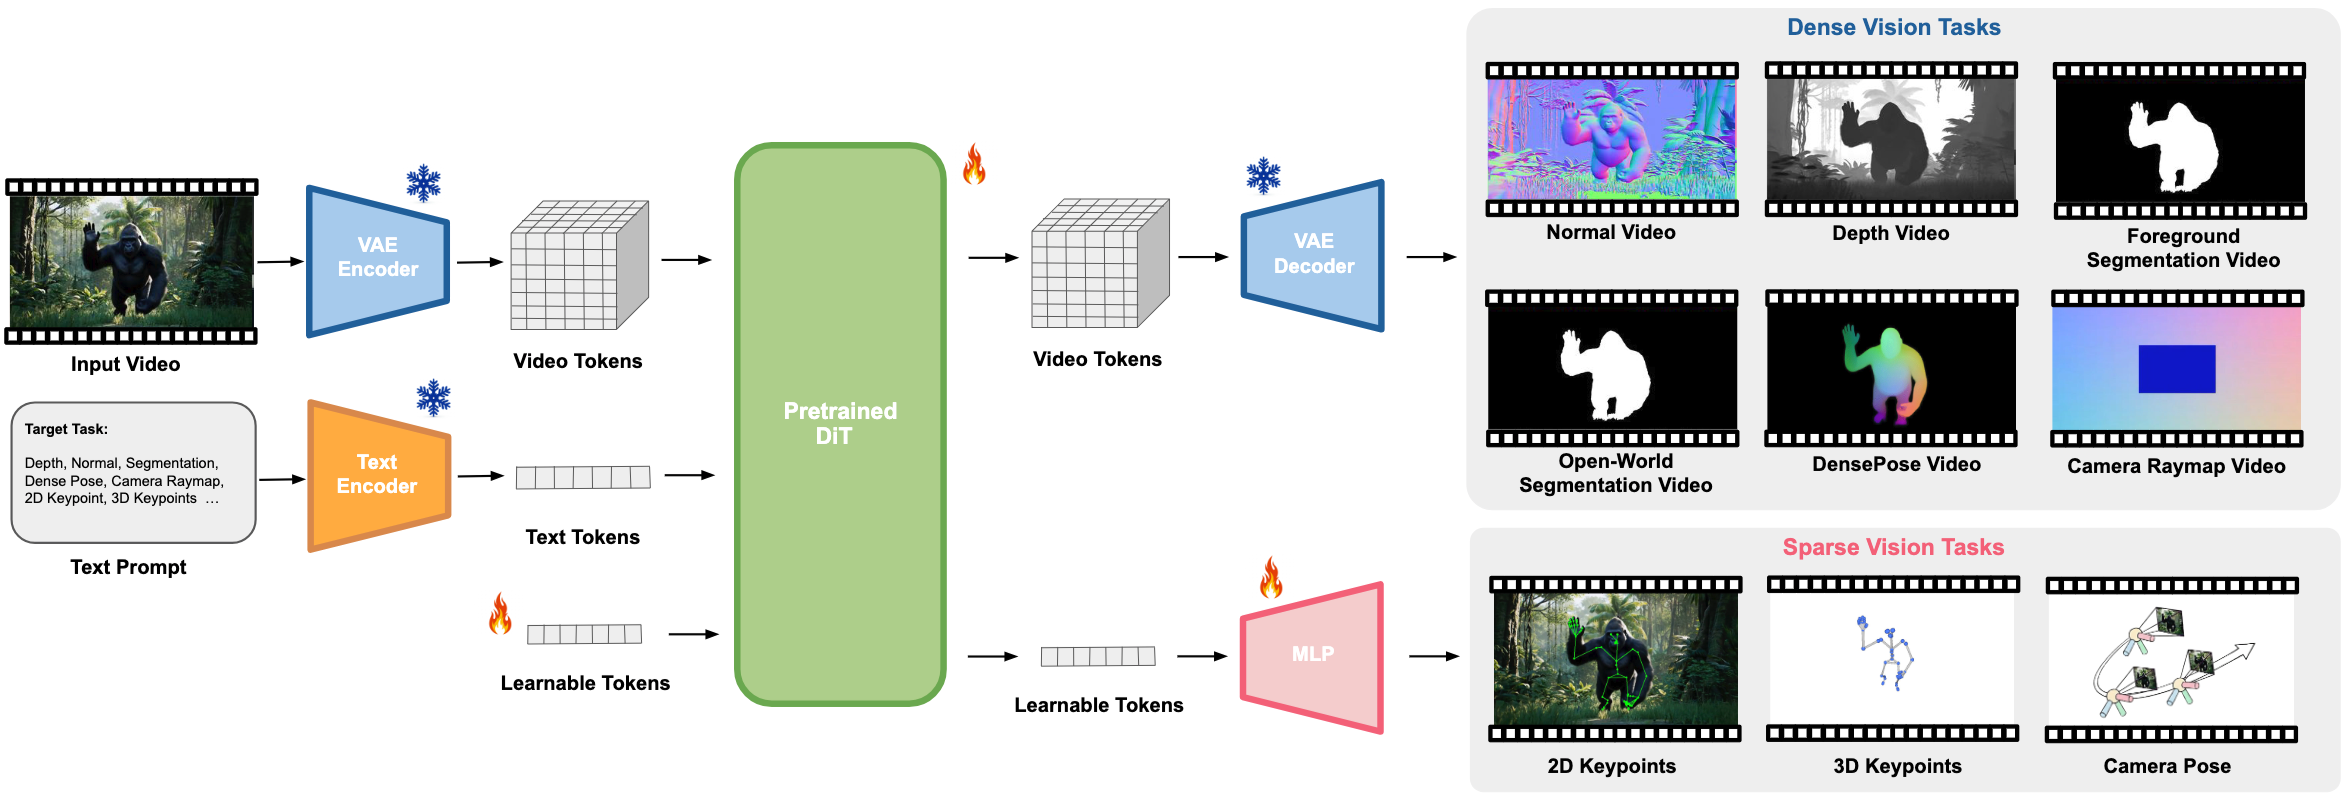 Input Video
Target Task:
Depth, Normal, Segmentation,
Dense Pose, Camera Raymap,
2D Keypoint, 3D Keypoints ...
Text Prompt
VAE
Encoder
Text
Encoder
Video Tokens
Text Tokens
Learnable Tokens
Pretrained
DiT
Video Tokens
Learnable Tokens
VAE
Decoder
MLP
Dense Vision Tasks
Normal Video
Depth Video
Foreground
Segmentation Video
Open-World
Segmentation Video
DensePose Video
Camera Raymap Video
Sparse Vision Tasks
2D Keypoints
3D Keypoints
Camera Pose